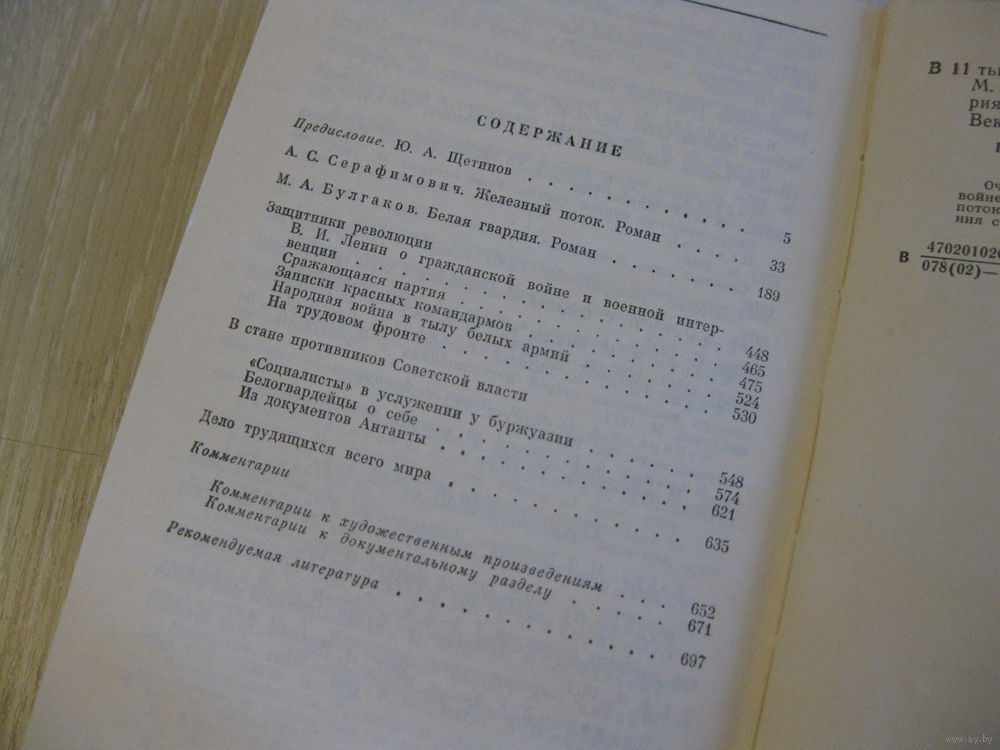 СОДЕРЖАНИЕ
Предисловие. Ю. А. Щетинов . . . . . . . . . 5
А. С. Серафимович. Железный поток. Роман . . . . 33
М. А. Булгаков. Белая гвардия. Роман . . . . . . 189
Защитники революции
В. И. Ленин о гражданской войне и военной интер-
венции . . . . . . . . . . . . . . 448
Сражающаяся партия . . . . . . . . . . 465
Записки красных командармов . . . . . . . . 475
Народная война в тылу белых армий . . . . . . 524
На трудовом фронте . . . . . . . . . . 530
В стане противников Советской власти
«Социалисты» в услужении у буржуазии . . . . . 548
Белогвардейцы о себе . . . . . . . . . . 574
Из документов Антанты . . . . . . . . . . 621
Дело трудящихся всего мира . . . . . . . . . 635
Комментарии
Комментарии к художественным произведениям . . . 652
Комментарии к документальному разделу . . . . 671
Рекомендуемая литература . . . . . . . . . 697
В 11
М.
рия
Век
войне
поток
ния с
В 47020102
078(02)—
www.ay.by